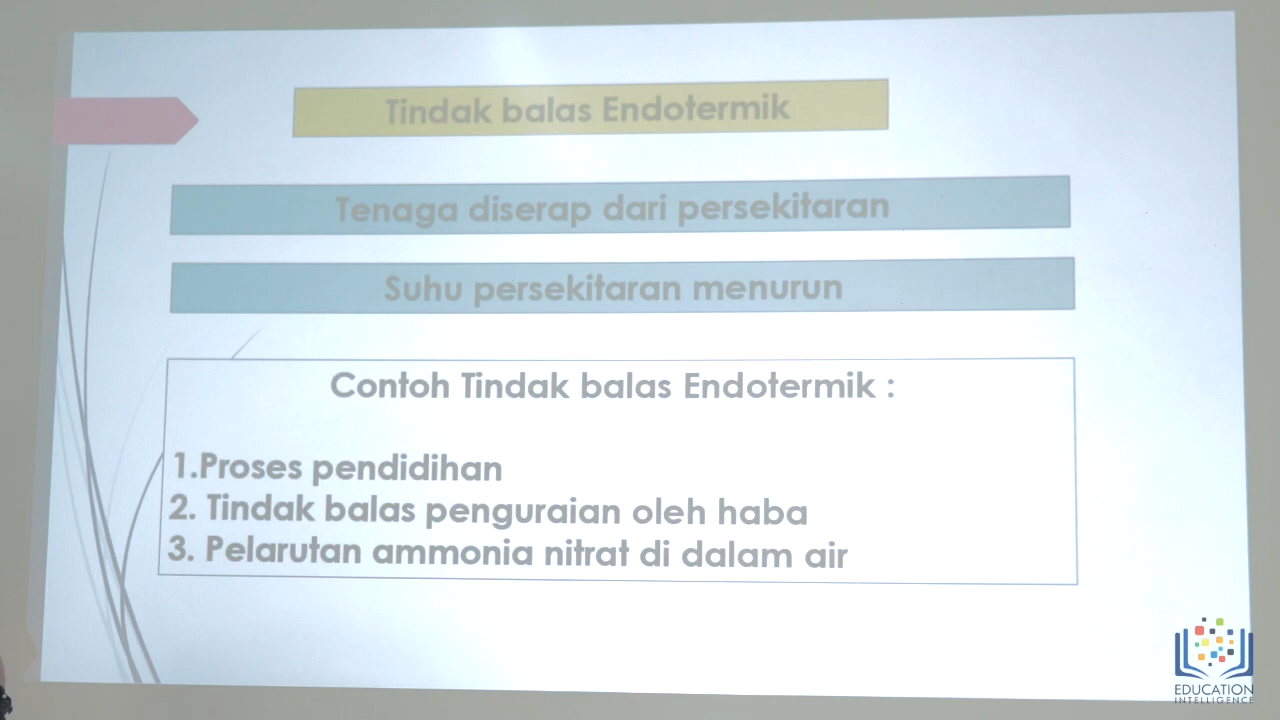 Tindak balas Endotermik
Tenaga diserap dari persekitaran
Suhu persekitaran menurun
Contoh Tindak balas Endotermik :
1.Proses pendidihan
2. Tindak balas penguraian oleh haba
3. Pelarutan ammonia nitrat di dalam air
EDUCATION
INTELLIGENCE